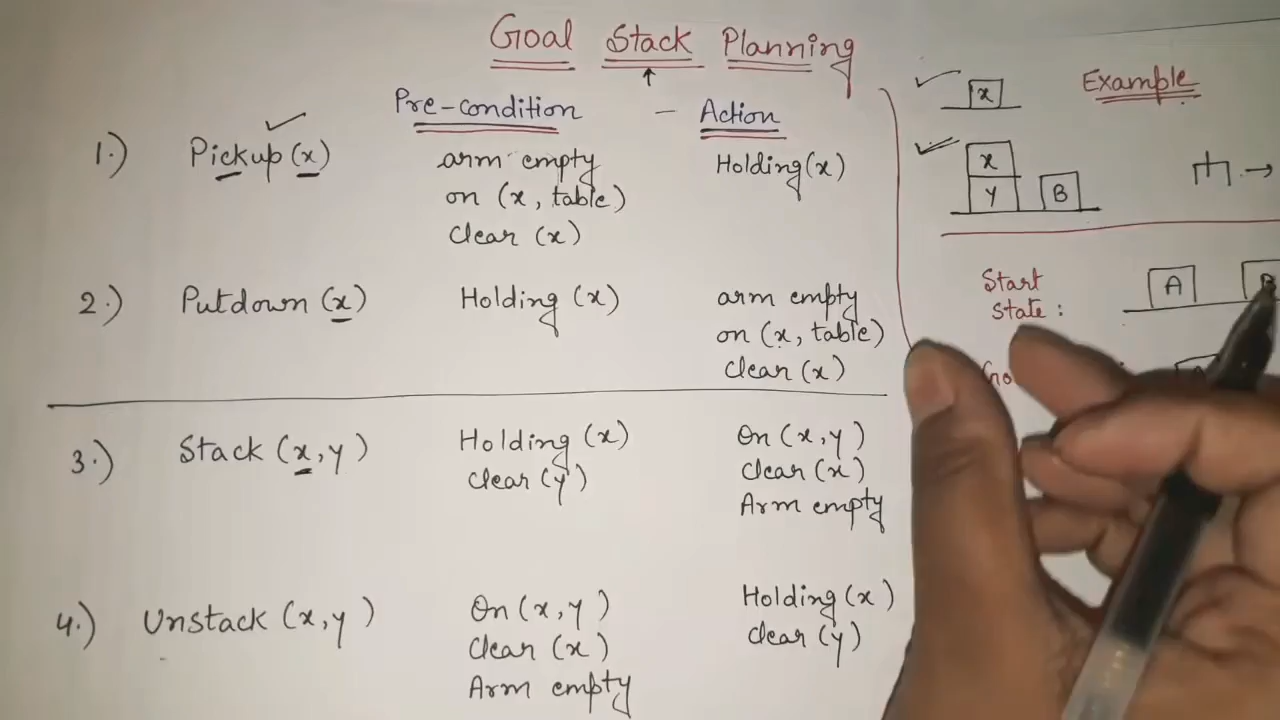 Goal Stack Planning
Pre-condition - Action
1.) Pickup (x) arm empty Holding (x)
on (x, table)
Clear (x)
2.) Putdown (x) Holding (x) arm empty
on (x, table)
Clear (x)
3.) Stack (x,y) Holding (x) On (x,y)
Clear (y) Clear (x)
Arm empty
4.) Unstack (x,y) On (x,y) Holding (x)
Clear (x) Clear (y)
Arm empty
Example
x
x
y B
Start A
State :